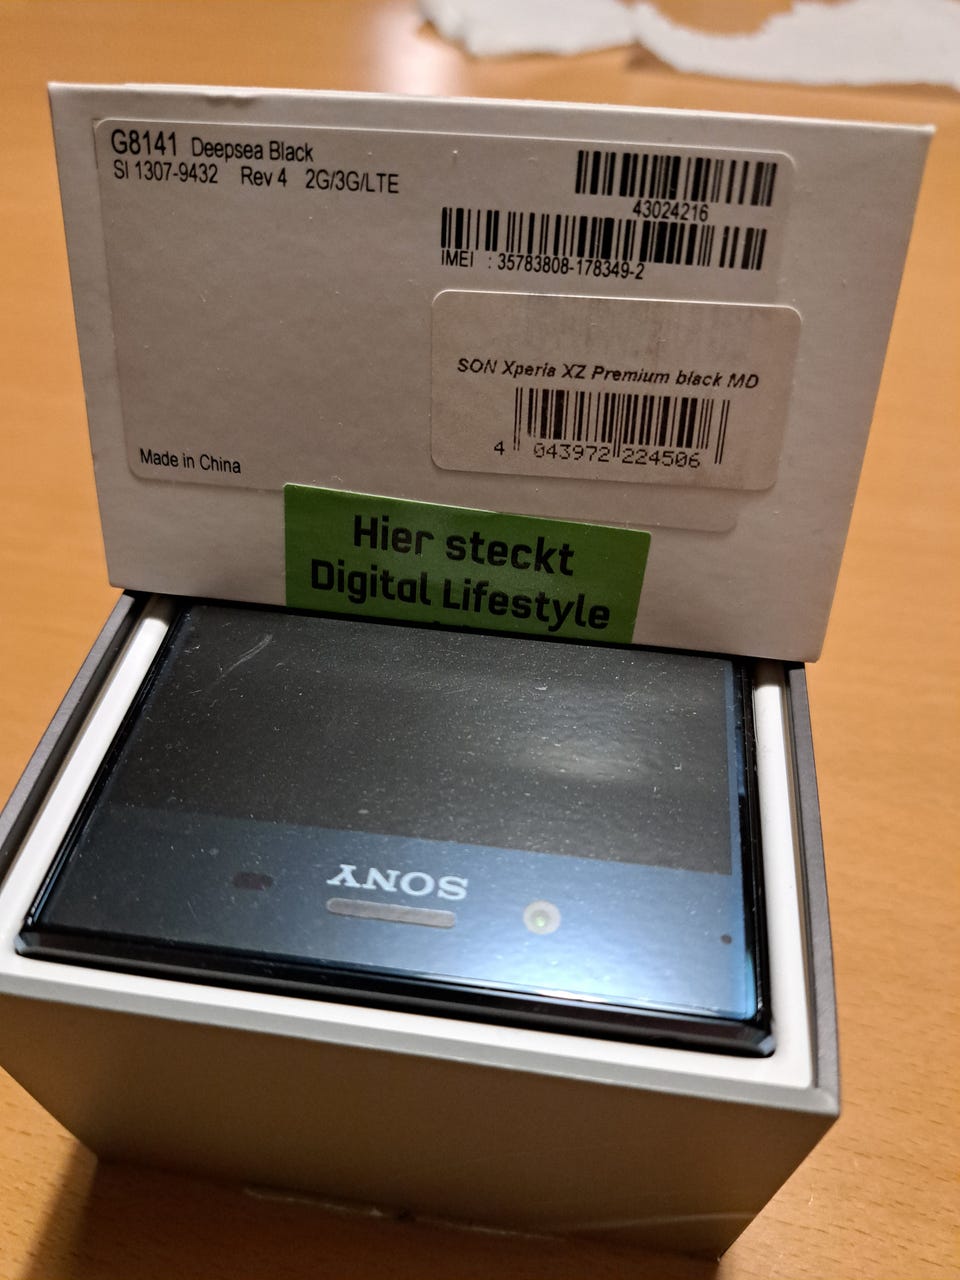 G8141 Deepsea Black
SI 1307-9432 Rev 4 2G/3G/LTE
43024216
IMEI : 35783808-178349-2
SON Xperia XZ Premium black MD
4 043972 224506
Made in China
Hier steckt
Digital Lifestyle
SONY